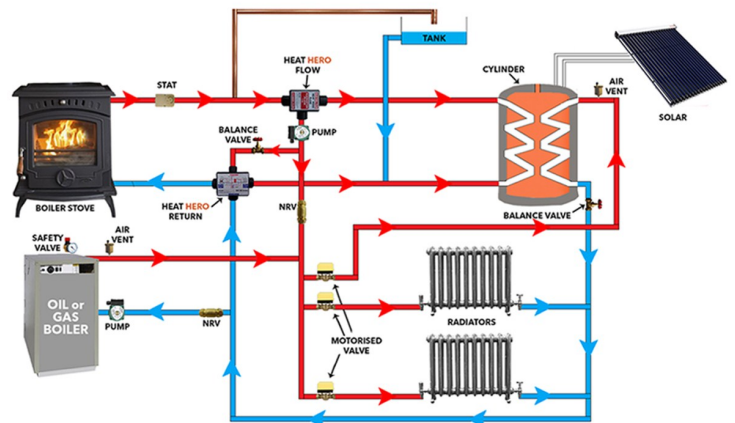 TANK
HEAT HERO
FLOW
STAT
CYLINDER
AIR
VENT
SOLAR
PUMP
BALANCE
VALVE
BOILER STOVE
HEAT HERO
RETURN
NRV
BALANCE VALVE
SAFETY
VALVE
AIR
VENT
OIL or
GAS
BOILER
PUMP
NRV
MOTORISED
VALVE
RADIATORS